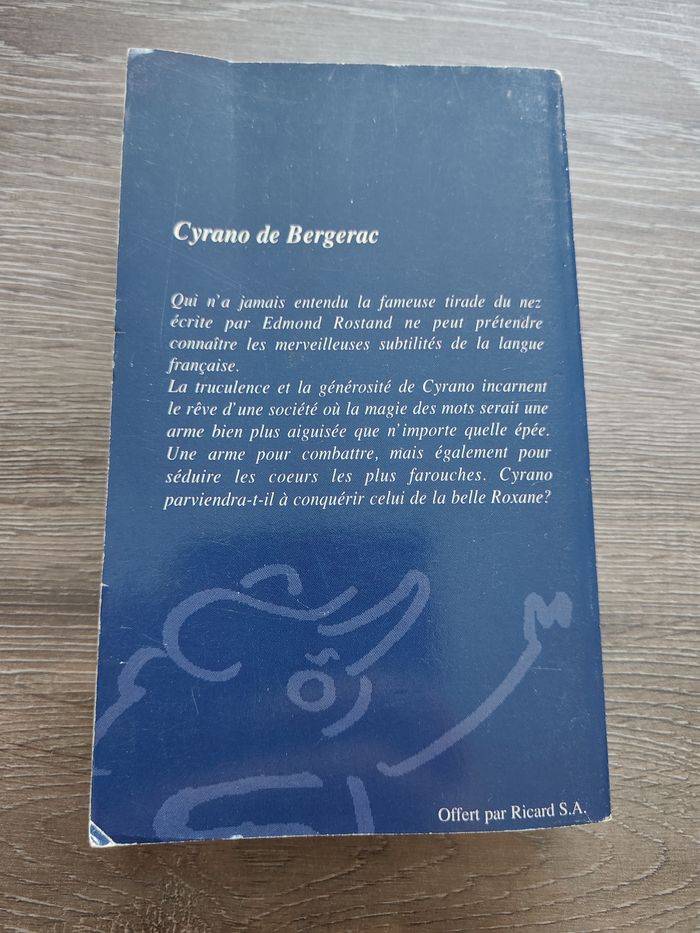 Cyrano de Bergerac
Qui n'a jamais entendu la fameuse tirade du nez
écrite par Edmond Rostand ne peut prétendre
connaître les merveilleuses subtilités de la langue
française.
La truculence et la générosité de Cyrano incarnent
le rêve d'une société où la magie des mots serait une
arme bien plus aiguisée que n'importe quelle épée.
Une arme pour combattre, mais également pour
séduire les coeurs les plus farouches. Cyrano
parviendra-t-il à conquérir celui de la belle Roxane?
Offert par Ricard S.A.